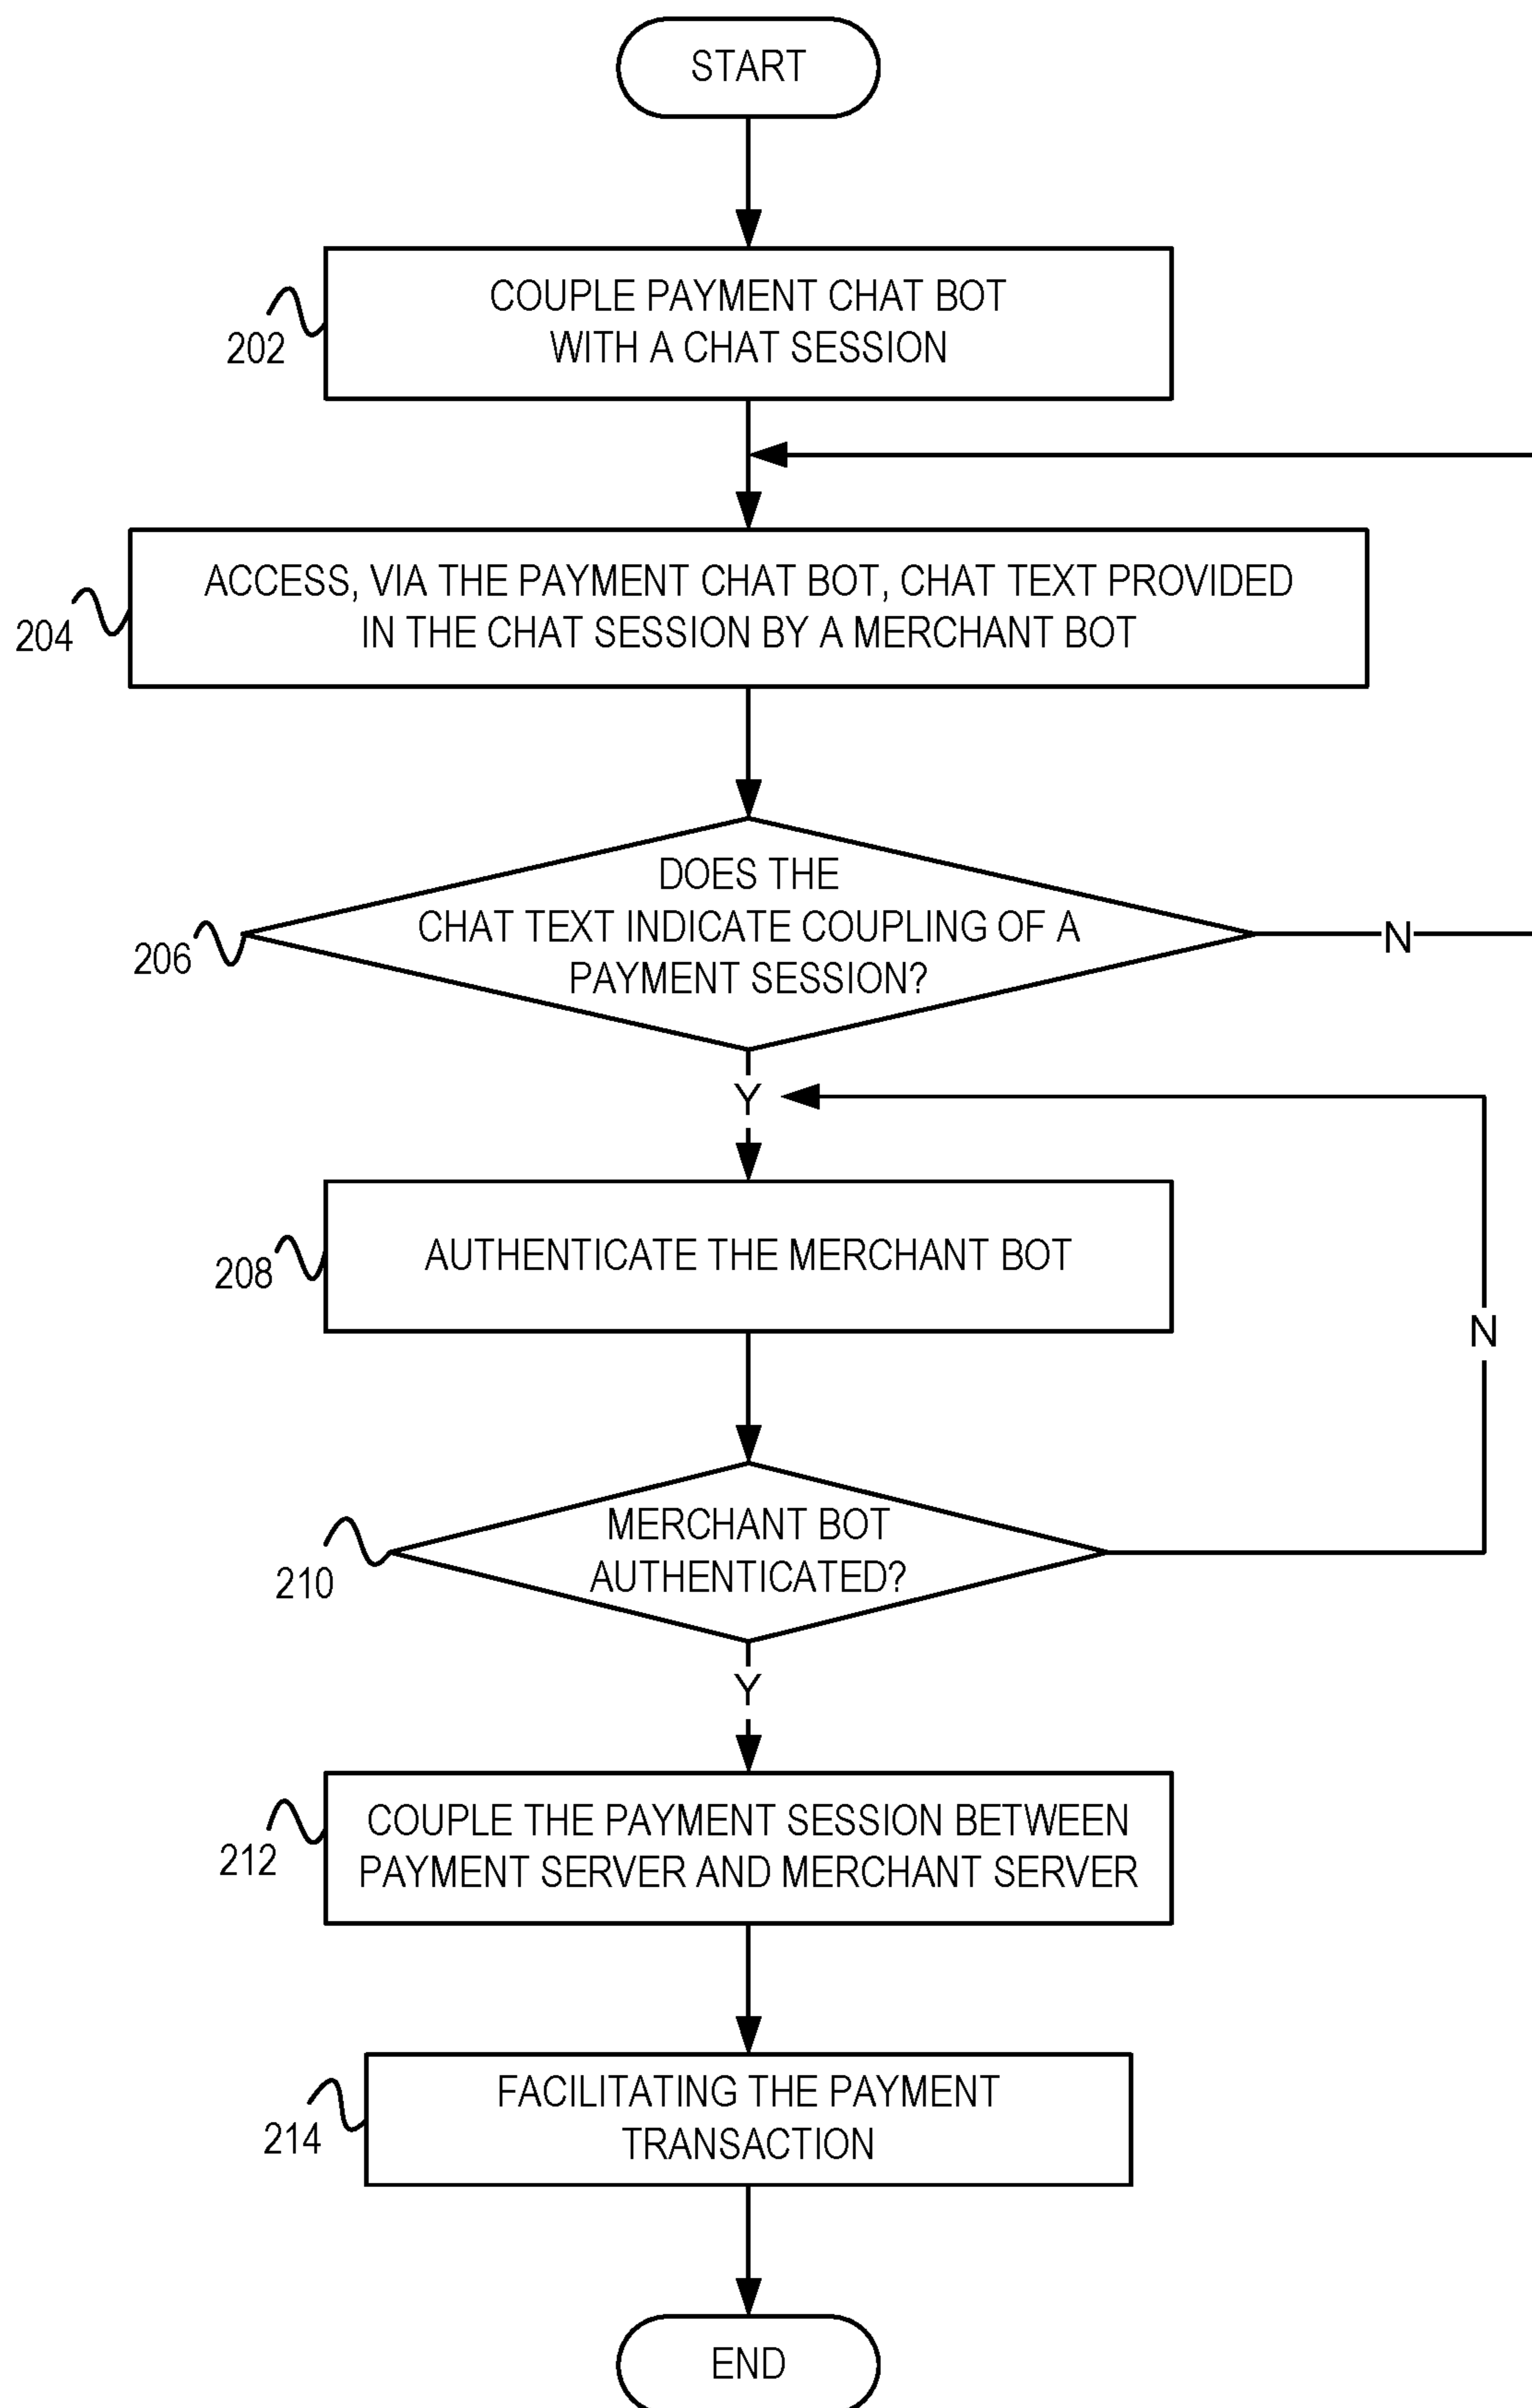 START
COUPLE PAYMENT CHAT BOT
WITH A CHAT SESSION
202
ACCESS, VIA THE PAYMENT CHAT BOT, CHAT TEXT PROVIDED
IN THE CHAT SESSION BY A MERCHANT BOT
204
DOES THE
CHAT TEXT INDICATE COUPLING OF A
PAYMENT SESSION?
206
N
Y
AUTHENTICATE THE MERCHANT BOT
208
N
MERCHANT BOT
AUTHENTICATED?
210
Y
COUPLE THE PAYMENT SESSION BETWEEN
PAYMENT SERVER AND MERCHANT SERVER
212
FACILITATING THE PAYMENT
TRANSACTION
214
END